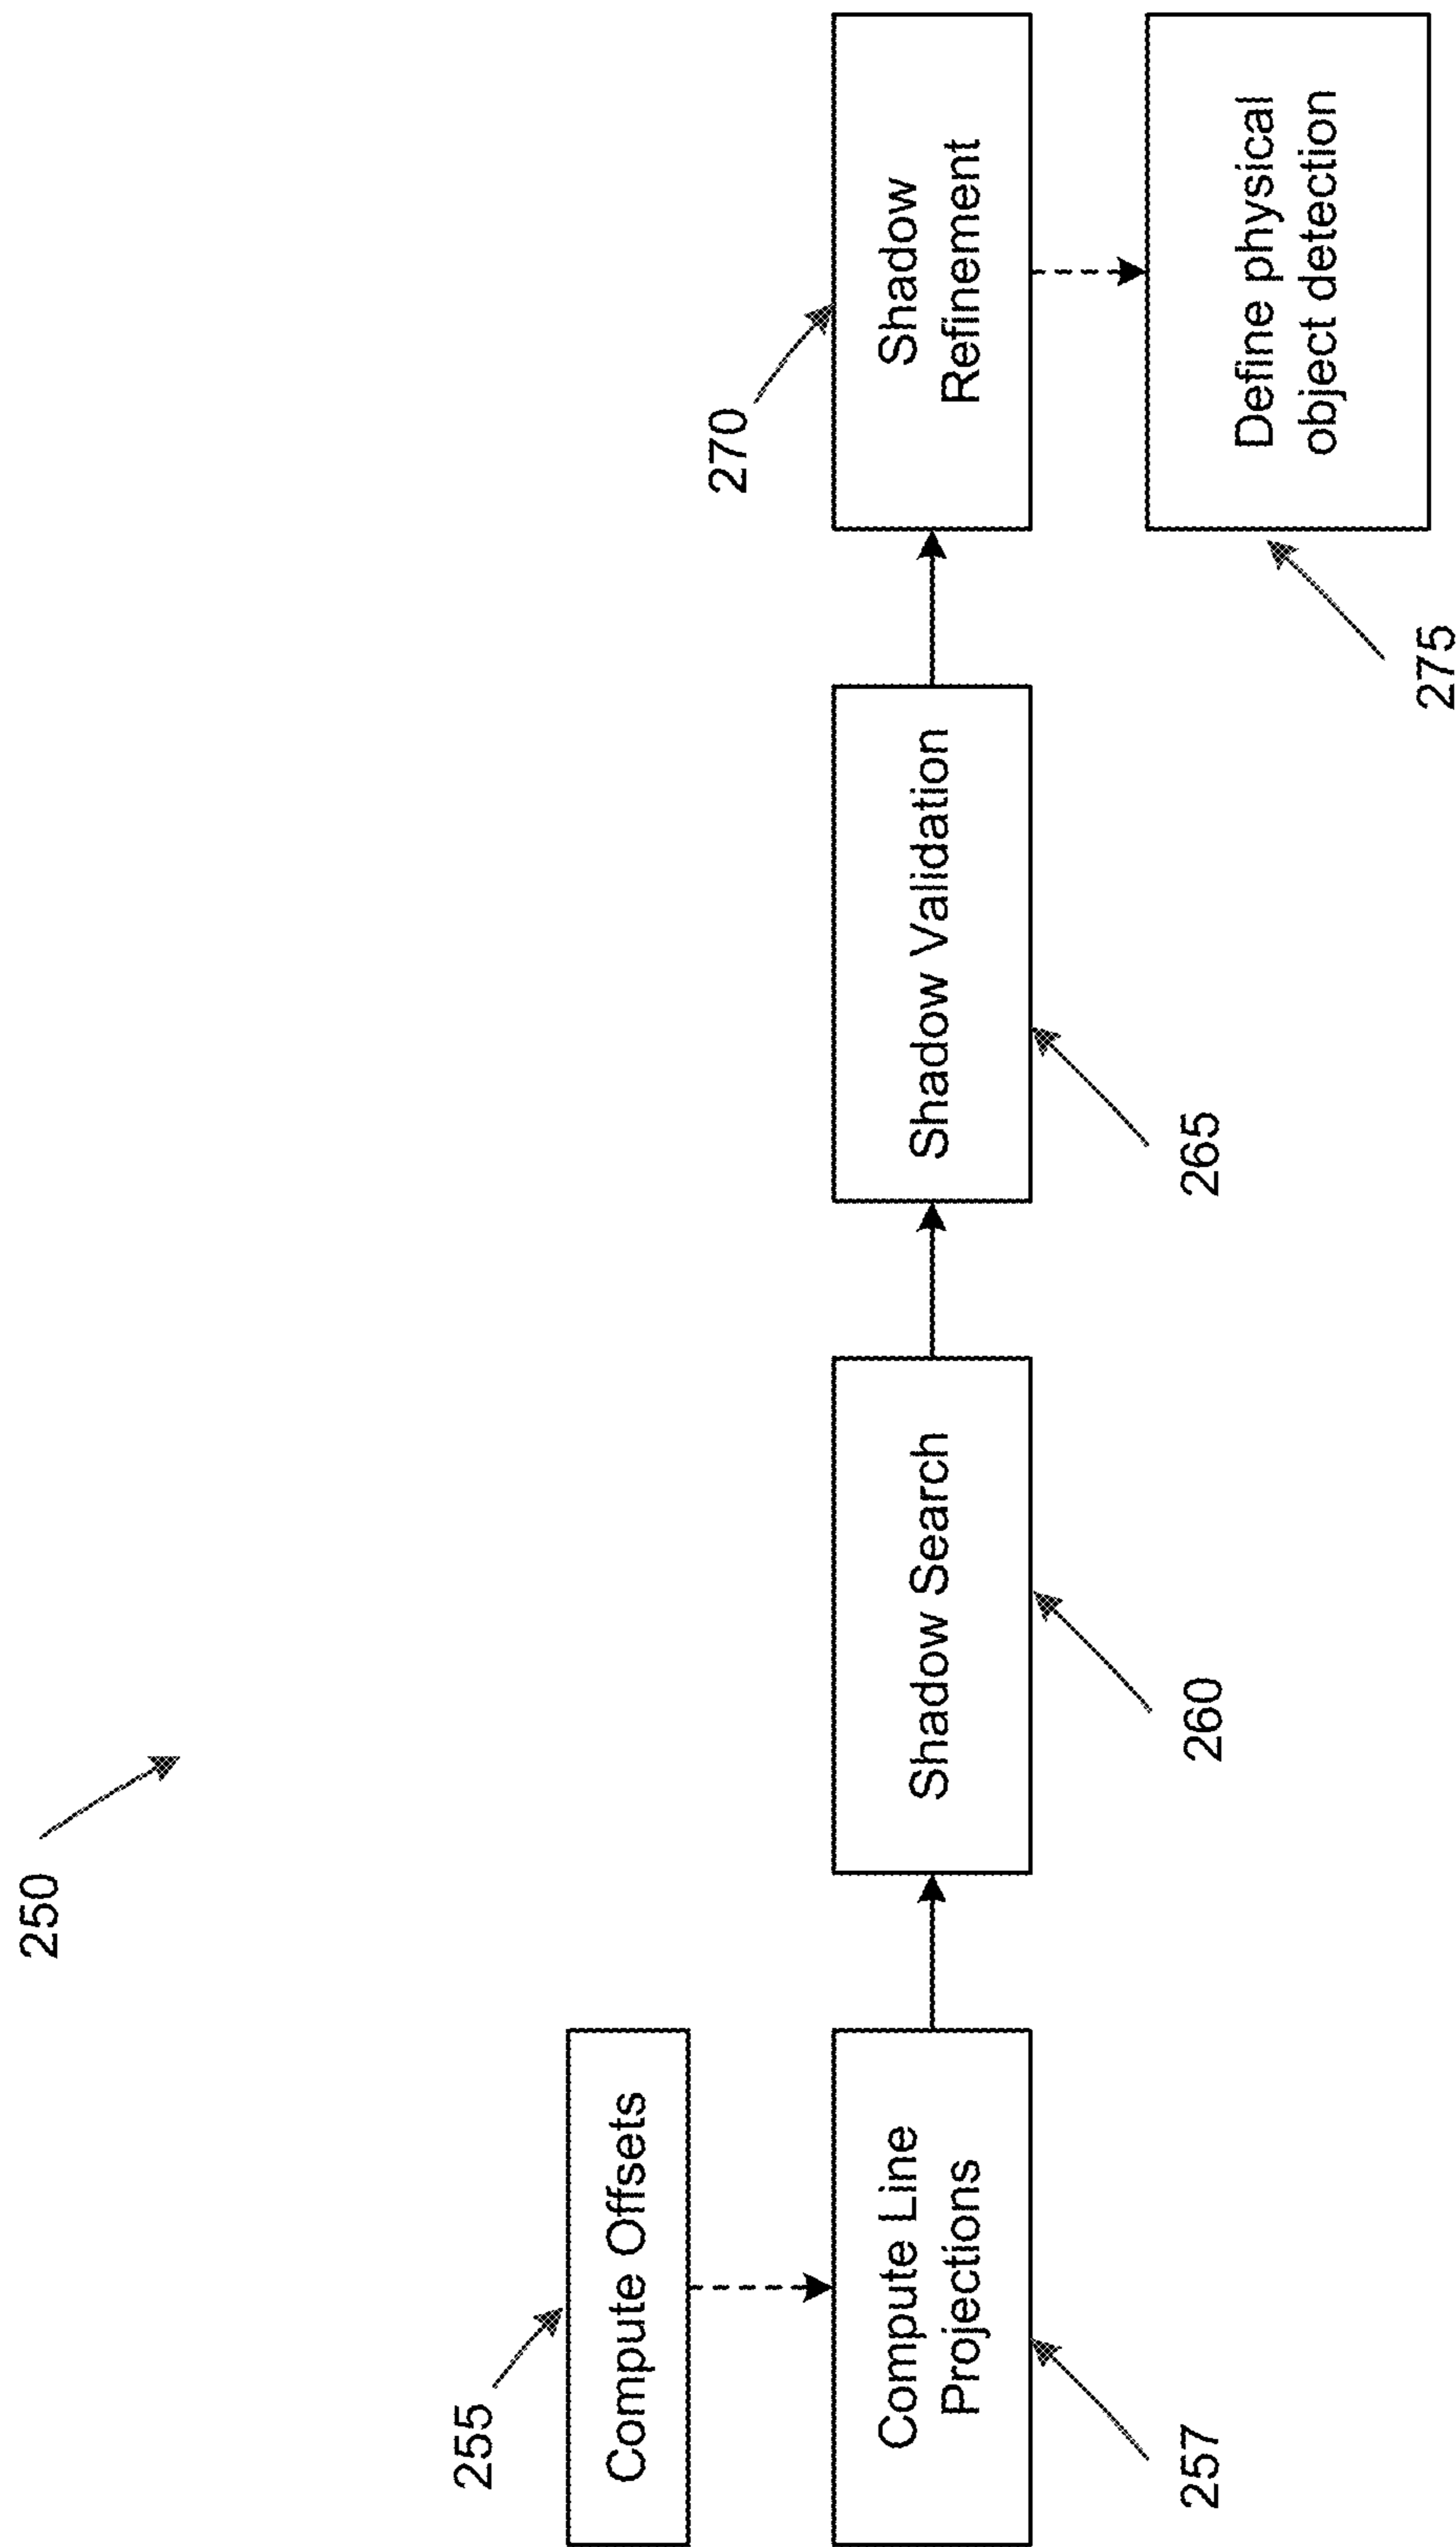 250
255
Compute Offsets
Compute Line
Projections
257
Shadow Search
260
Shadow Validation
265
270
Shadow
Refinement
Define physical
object detection
275